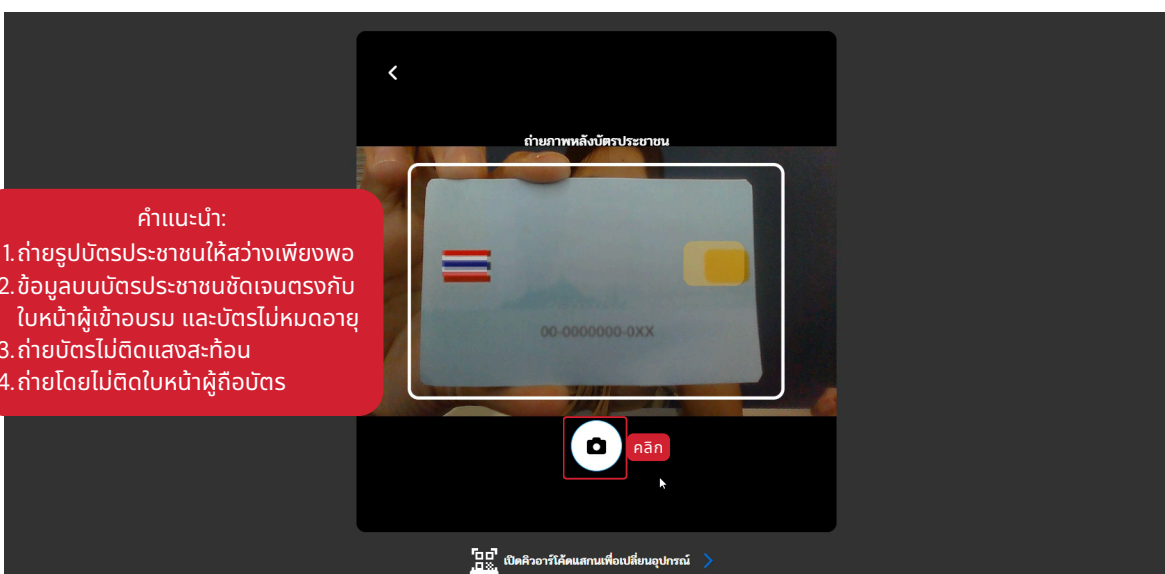 ถ่ายภาพหลังบัตรประชาชน
คำแนะนำ:
1.ถ่ายรูปบัตรประชาชนให้สว่างเพียงพอ
2.ข้อมูลบนบัตรประชาชนชัดเจนตรงกับ
ใบหน้าผู้เข้าอบรม และบัตรไม่หมดอายุ
3.ถ่ายบัตรไม่ติดแสงสะท้อน
4.ถ่ายโดยไม่ติดใบหน้าผู้ถือบัตร
00-0000000-0XX
คลิก
เปิดคิวอาร์โค้ดแสกนเพื่อเปลี่ยนอุปกรณ์